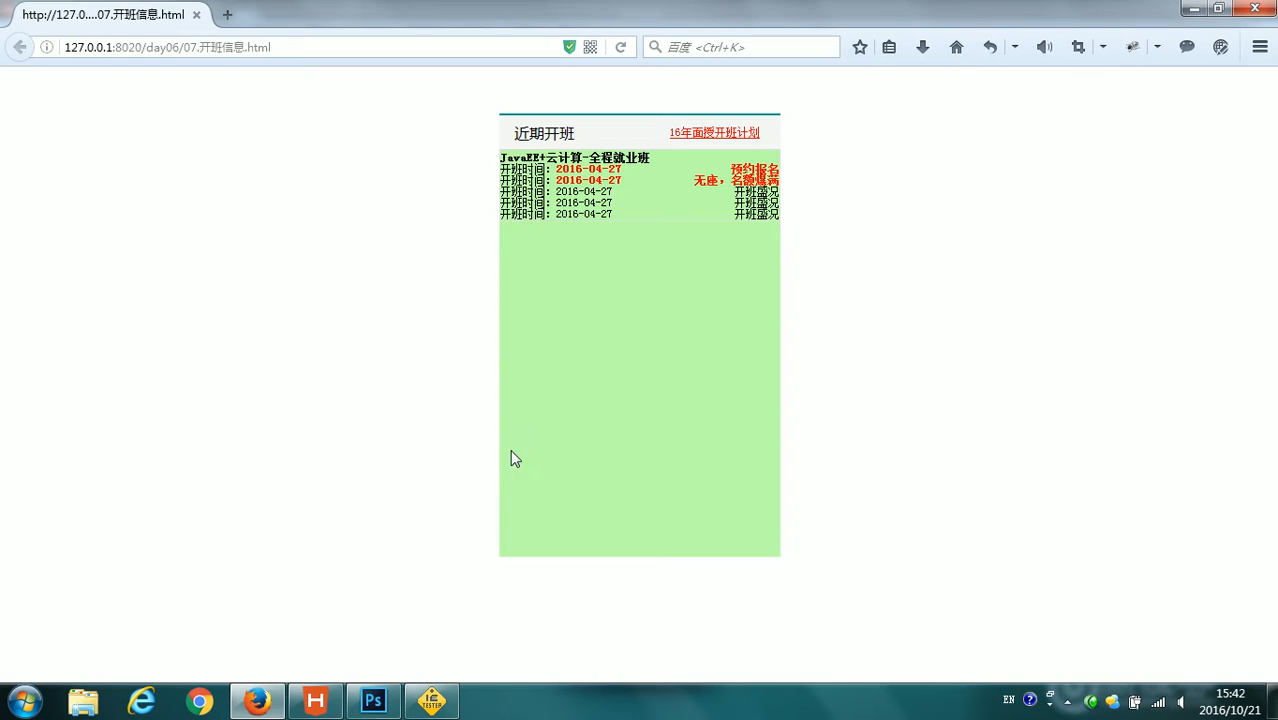 http://127.0....07.开班信息.html
127.0.0.1:8020/day06/07.开班信息.html
百度 <Ctrl+K>
近期开班
16年面授开班计划
JavaEE+云计算-全程就业班
开班时间：2016-04-27 预约报名
开班时间：2016-04-27 无座，名额爆满
开班时间：2016-04-27 开班盛况
开班时间：2016-04-27 开班盛况
开班时间：2016-04-27 开班盛况
H
Ps
IE
TESTER
EN
15:42
2016/10/21